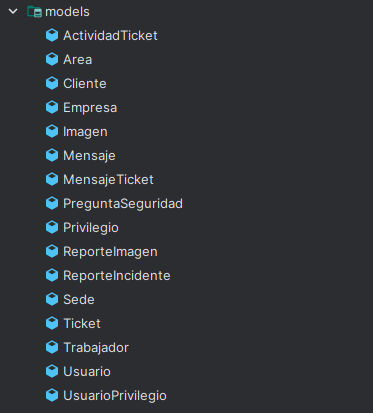 models
ActividadTicket
Area
Cliente
Empresa
Imagen
Mensaje
MensajeTicket
PreguntaSeguridad
Privilegio
ReporteImagen
ReporteIncidente
Sede
Ticket
Trabajador
Usuario
UsuarioPrivilegio